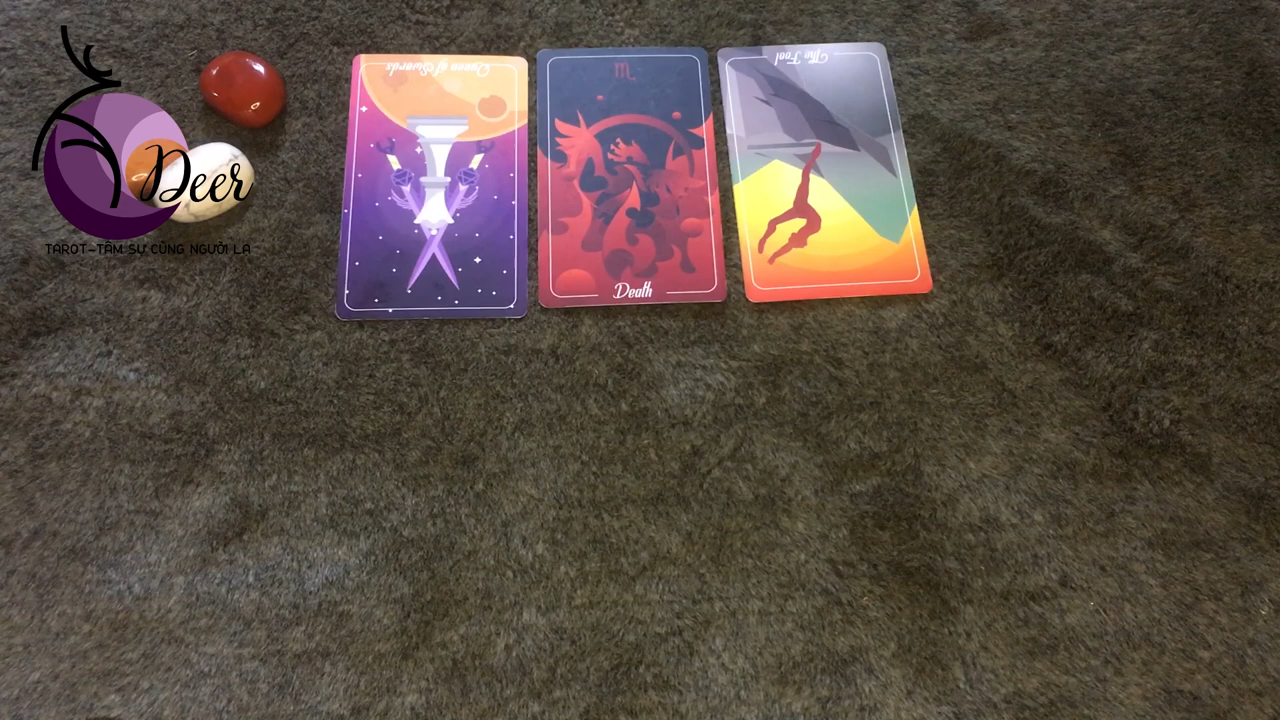 Deer
TAROT-TÂM SỰ CÙNG NGƯỜI LẠ
Queen of Swords
Death
The Fool